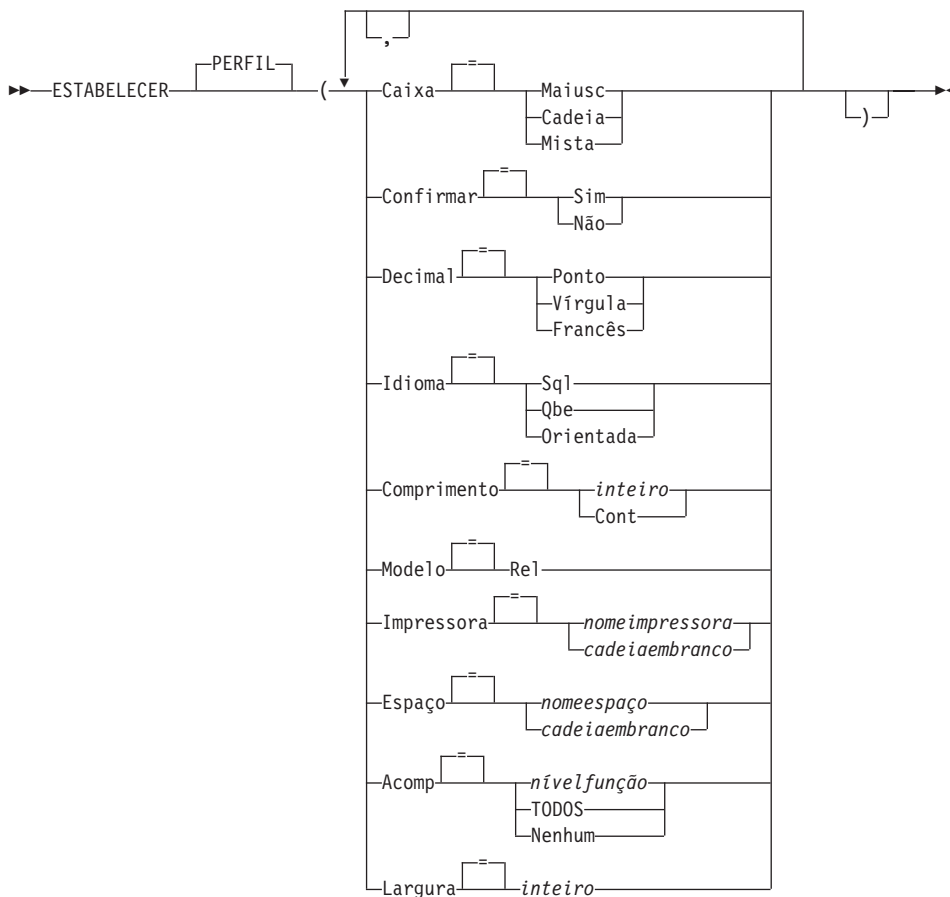 ,
PERFIL
ESTABELECER ( Caixa = Maiusc )
Cadeia
Mista
Confirmar = Sim
Não
Decimal = Ponto
Vírgula
Francês
Idioma = Sql
Qbe
Orientada
Comprimento = inteiro
Cont
Modelo = Rel
Impressora = nomeimpressora
cadeiaembranco
Espaço = nomeespaço
cadeiaembranco
Acomp = nívelfunção
TODOS
Nenhum
Largura = inteiro